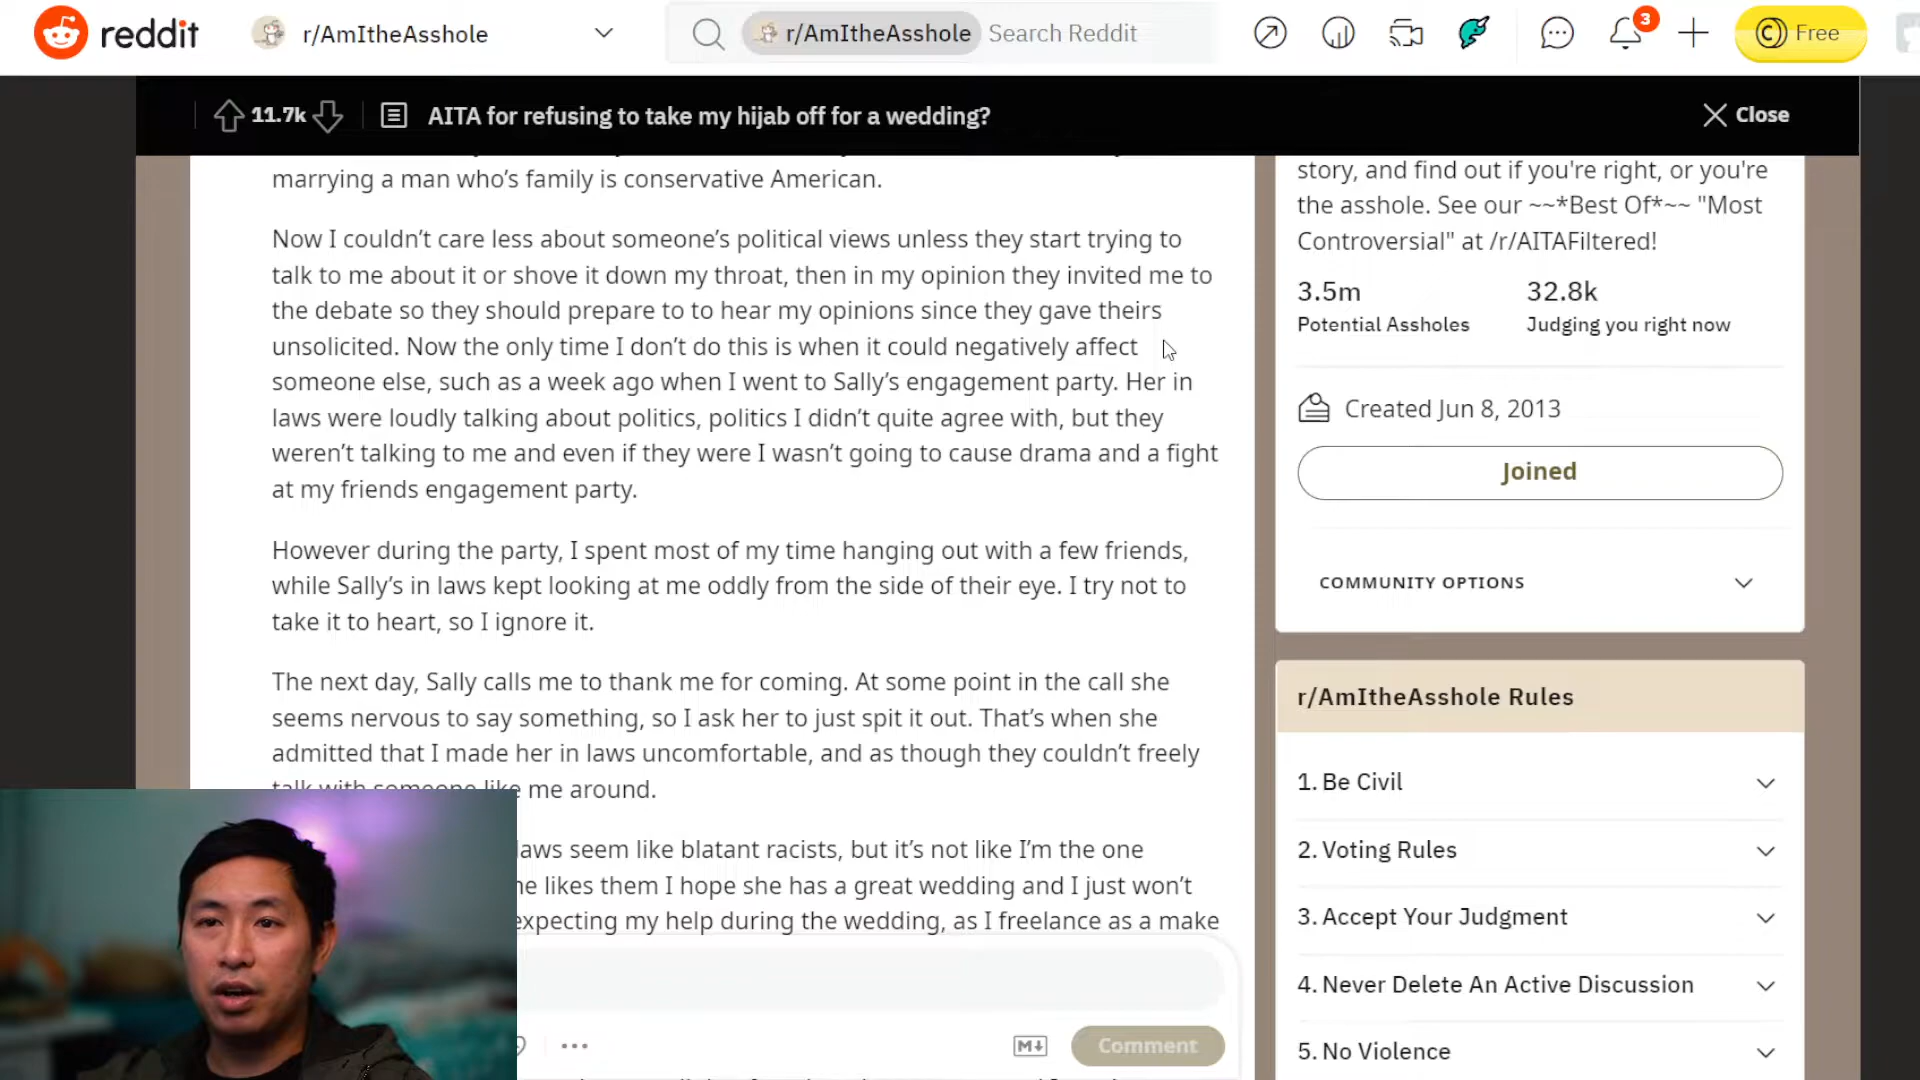 reddit
r/AmItheAsshole
r/AmItheAsshole Search Reddit
3
Free
11.7k
AITA for refusing to take my hijab off for a wedding?
Close
marrying a man who’s family is conservative American.
Now I couldn’t care less about someone’s political views unless they start trying to
talk to me about it or shove it down my throat, then in my opinion they invited me to
the debate so they should prepare to to hear my opinions since they gave theirs
unsolicited. Now the only time I don’t do this is when it could negatively affect
someone else, such as a week ago when I went to Sally’s engagement party. Her in
laws were loudly talking about politics, politics I didn’t quite agree with, but they
weren’t talking to me and even if they were I wasn’t going to cause drama and a fight
at my friends engagement party.
However during the party, I spent most of my time hanging out with a few friends,
while Sally’s in laws kept looking at me oddly from the side of their eye. I try not to
take it to heart, so I ignore it.
The next day, Sally calls me to thank me for coming. At some point in the call she
seems nervous to say something, so I ask her to just spit it out. That’s when she
admitted that I made her in laws uncomfortable, and as though they couldn’t freely
talk with someone like me around.
laws seem like blatant racists, but it’s not like I’m the one
he likes them I hope she has a great wedding and I just won’t
expecting my help during the wedding, as I freelance as a make
M↓
Comment
story, and find out if you're right, or you're
the asshole. See our ~~*Best Of*~~ "Most
Controversial" at /r/AITAFiltered!
3.5m 32.8k
Potential Assholes Judging you right now
Created Jun 8, 2013
Joined
COMMUNITY OPTIONS
r/AmItheAsshole Rules
1. Be Civil
2. Voting Rules
3. Accept Your Judgment
4. Never Delete An Active Discussion
5. No Violence